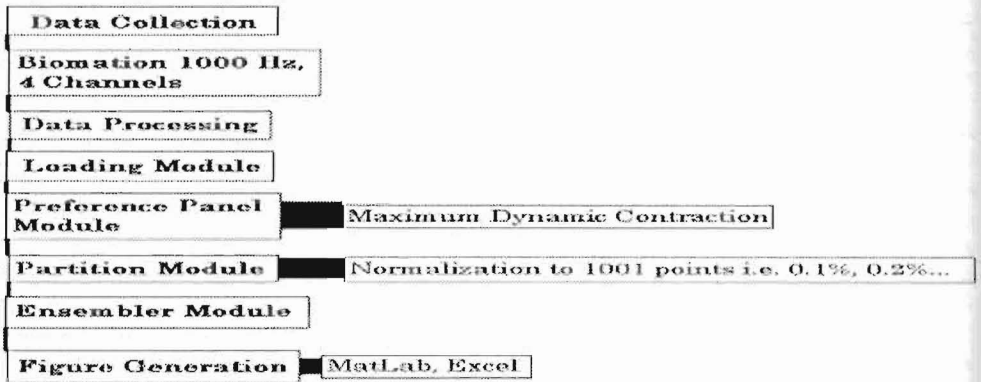 Data Collection
Biomation 1000 Hz,
4 Channels
Data Processing
Loading Module
Preference Panel
Module
Maximum Dynamic Contraction
Partition Module
Normalization to 1001 points i.e. 0.1%, 0.2%...
Ensembler Module
Figure Generation
MatLab, Excel